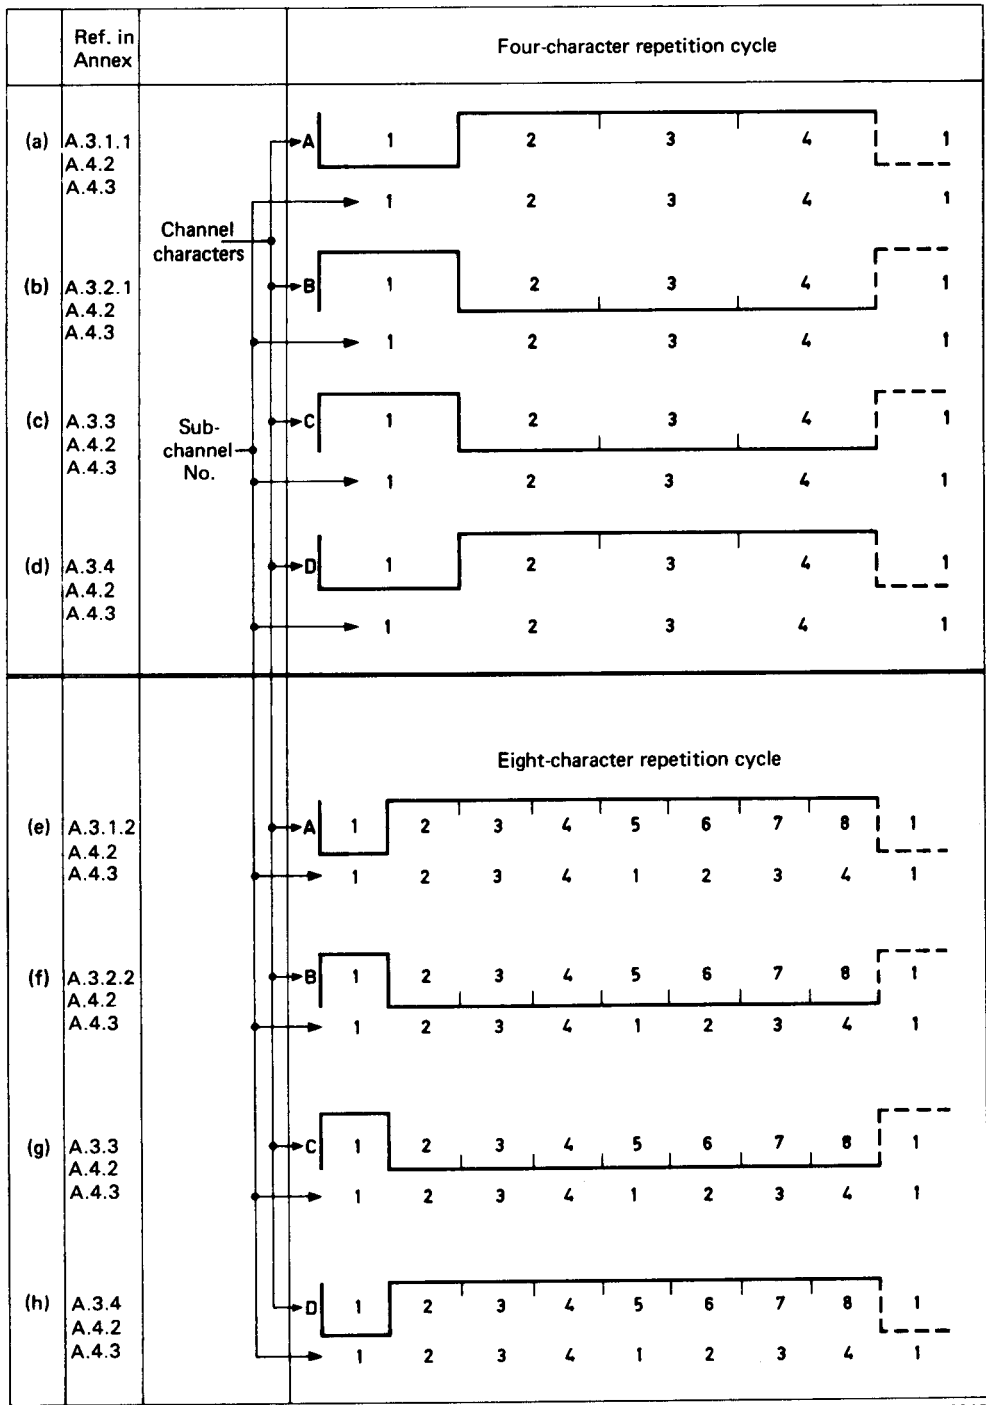 Ref. in
Annex
Four-character repetition cycle
(a) A.3.1.1
A.4.2
A.4.3
A 1 2 3 4 1
1 2 3 4 1
Channel
characters
(b) A.3.2.1
A.4.2
A.4.3
B 1 2 3 4 1
1 2 3 4 1
(c) A.3.3
A.4.2
A.4.3
C 1 2 3 4 1
Sub-
channel
No.
1 2 3 4 1
(d) A.3.4
A.4.2
A.4.3
D 1 2 3 4 1
1 2 3 4 1
Eight-character repetition cycle
(e) A.3.1.2
A.4.2
A.4.3
A 1 2 3 4 5 6 7 8 1
1 2 3 4 1 2 3 4 1
(f) A.3.2.2
A.4.2
A.4.3
B 1 2 3 4 5 6 7 8 1
1 2 3 4 1 2 3 4 1
(g) A.3.3
A.4.2
A.4.3
C 1 2 3 4 5 6 7 8 1
1 2 3 4 1 2 3 4 1
(h) A.3.4
A.4.2
A.4.3
D 1 2 3 4 5 6 7 8 1
1 2 3 4 1 2 3 4 1